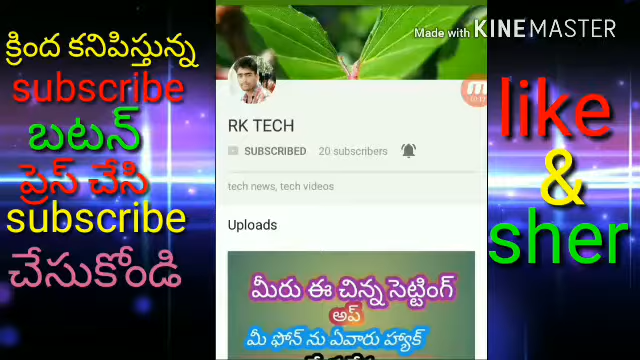 క్రింద కనిపిస్తున్న
subscribe
బటన్
ప్రెస్ చేసి
subscribe
చేసుకోండి
Made with KINEMASTER
RK TECH
SUBSCRIBED 20 subscribers
tech news, tech videos
Uploads
మీరు ఈ చిన్న సెట్టింగ్
అప్
మీ ఫోన్ ను ఏవారు హ్యాక్
like
&
sher